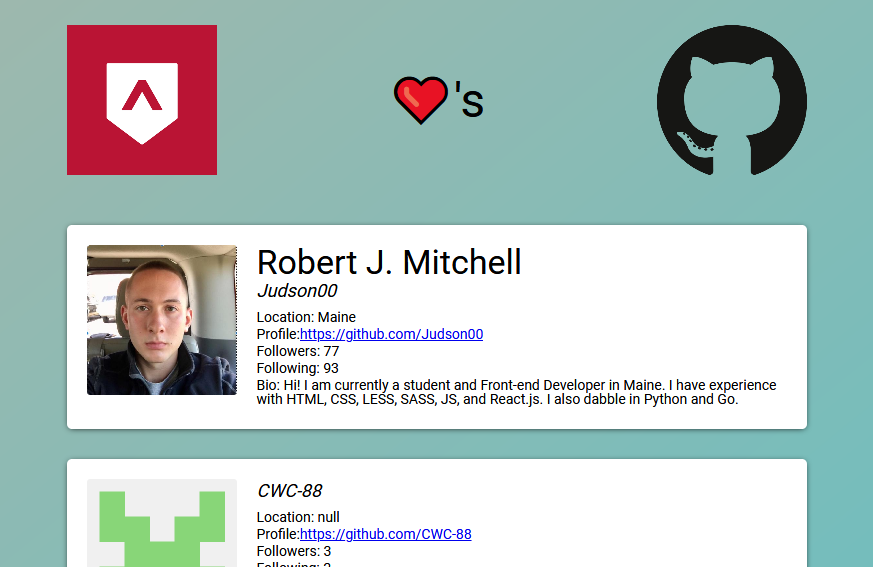 's
Robert J. Mitchell
Judson00
Location: Maine
Profile:https://github.com/Judson00
Followers: 77
Following: 93
Bio: Hi! I am currently a student and Front-end Developer in Maine. I have experience
with HTML, CSS, LESS, SASS, JS, and React.js. I also dabble in Python and Go.
CWC-88
Location: null
Profile:https://github.com/CWC-88
Followers: 3